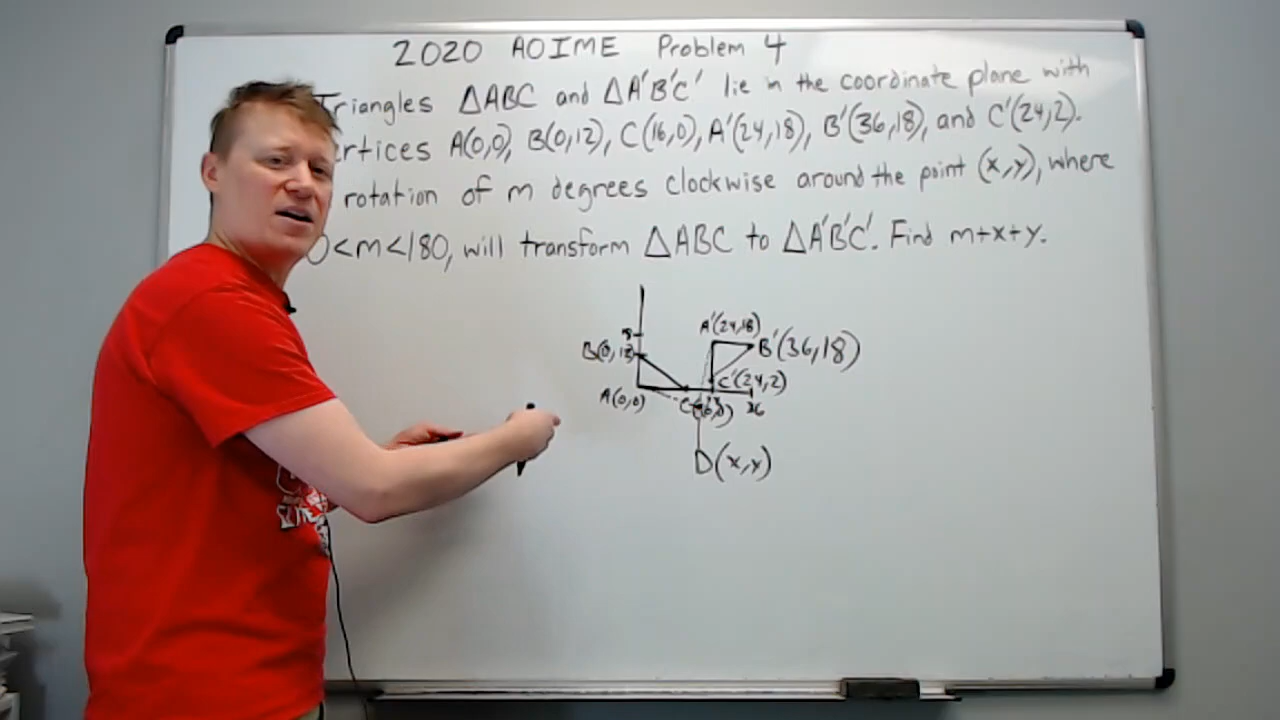 2020 AOIME Problem 4
Triangles △ABC and △A'B'C' lie in the coordinate plane with
rtices A(0,0), B(0,12), C(16,0), A'(24,18), B'(36,18), and C'(24,2).
rotation of m degrees clockwise around the point (x,y), where
0<m<180, will transform △ABC to △A'B'C'. Find m+x+y.
18
A'(24,18)
B(0,12)
B'(36,18)
C'(24,2)
A(0,0)
C(16,0)
36
D(x,y)